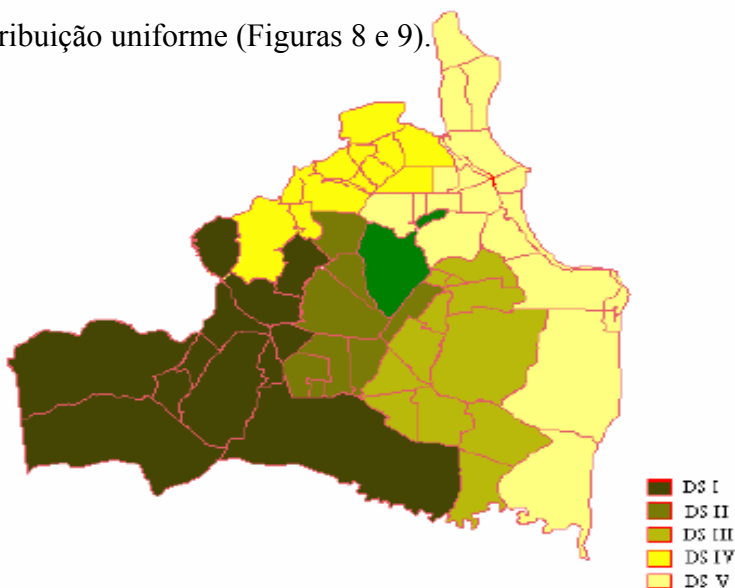 ribuição uniforme (Figuras 8 e 9).
DS I
DS II
DS III
DS IV
DS V